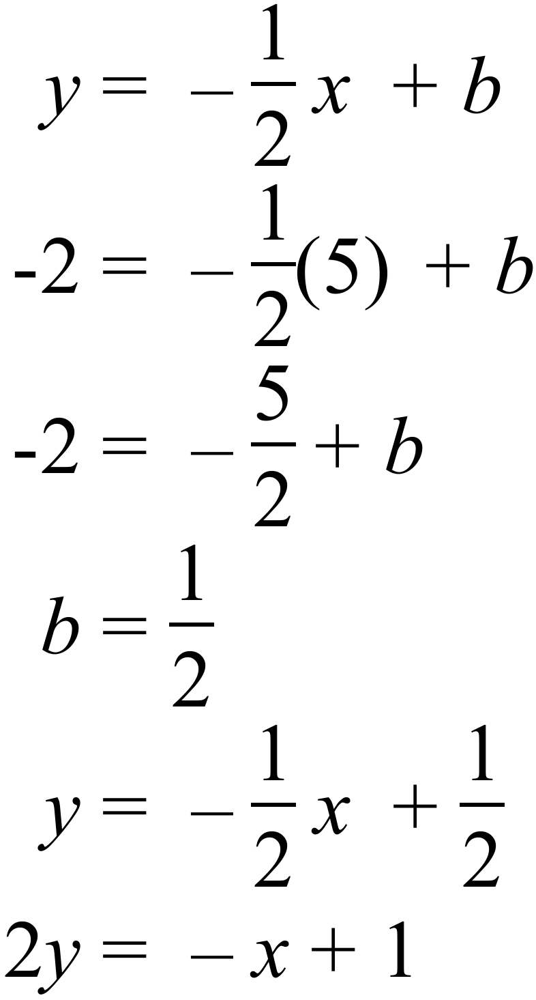 y = − 1/2 x + b
-2 = − 1/2 (5) + b
-2 = − 5/2 + b
b = 1/2
y = − 1/2 x + 1/2
2y = − x + 1